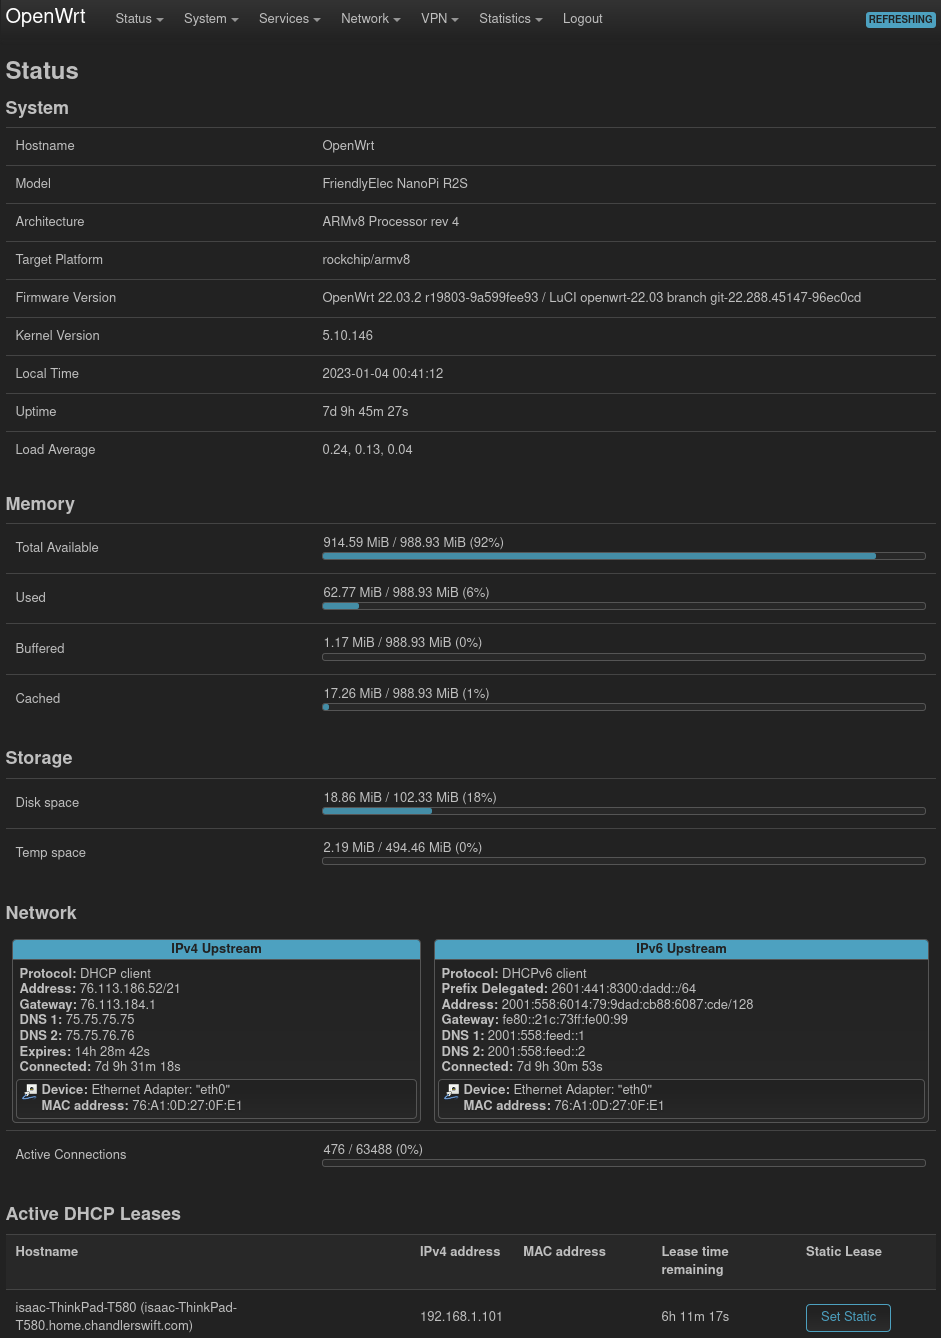 OpenWrt Status System Services Network VPN Statistics Logout REFRESHING
Status
System
Hostname OpenWrt
Model FriendlyElec NanoPi R2S
Architecture ARMv8 Processor rev 4
Target Platform rockchip/armv8
Firmware Version OpenWrt 22.03.2 r19803-9a599fee93 / LuCI openwrt-22.03 branch git-22.288.45147-96ec0cd
Kernel Version 5.10.146
Local Time 2023-01-04 00:41:12
Uptime 7d 9h 45m 27s
Load Average 0.24, 0.13, 0.04
Memory
Total Available 914.59 MiB / 988.93 MiB (92%)
Used 62.77 MiB / 988.93 MiB (6%)
Buffered 1.17 MiB / 988.93 MiB (0%)
Cached 17.26 MiB / 988.93 MiB (1%)
Storage
Disk space 18.86 MiB / 102.33 MiB (18%)
Temp space 2.19 MiB / 494.46 MiB (0%)
Network
IPv4 Upstream
Protocol: DHCP client
Address: 76.113.186.52/21
Gateway: 76.113.184.1
DNS 1: 75.75.75.75
DNS 2: 75.75.76.76
Expires: 14h 28m 42s
Connected: 7d 9h 31m 18s
Device: Ethernet Adapter: "eth0"
MAC address: 76:A1:0D:27:0F:E1
IPv6 Upstream
Protocol: DHCPv6 client
Prefix Delegated: 2601:441:8300:dadd::/64
Address: 2001:558:6014:79:9dad:cb88:6087:cde/128
Gateway: fe80::21c:73ff:fe00:99
DNS 1: 2001:558:feed::1
DNS 2: 2001:558:feed::2
Connected: 7d 9h 30m 53s
Device: Ethernet Adapter: "eth0"
MAC address: 76:A1:0D:27:0F:E1
Active Connections 476 / 63488 (0%)
Active DHCP Leases
Hostname IPv4 address MAC address Lease time remaining Static Lease
isaac-ThinkPad-T580 (isaac-ThinkPad-
T580.home.chandlerswift.com) 192.168.1.101 6h 11m 17s Set Static